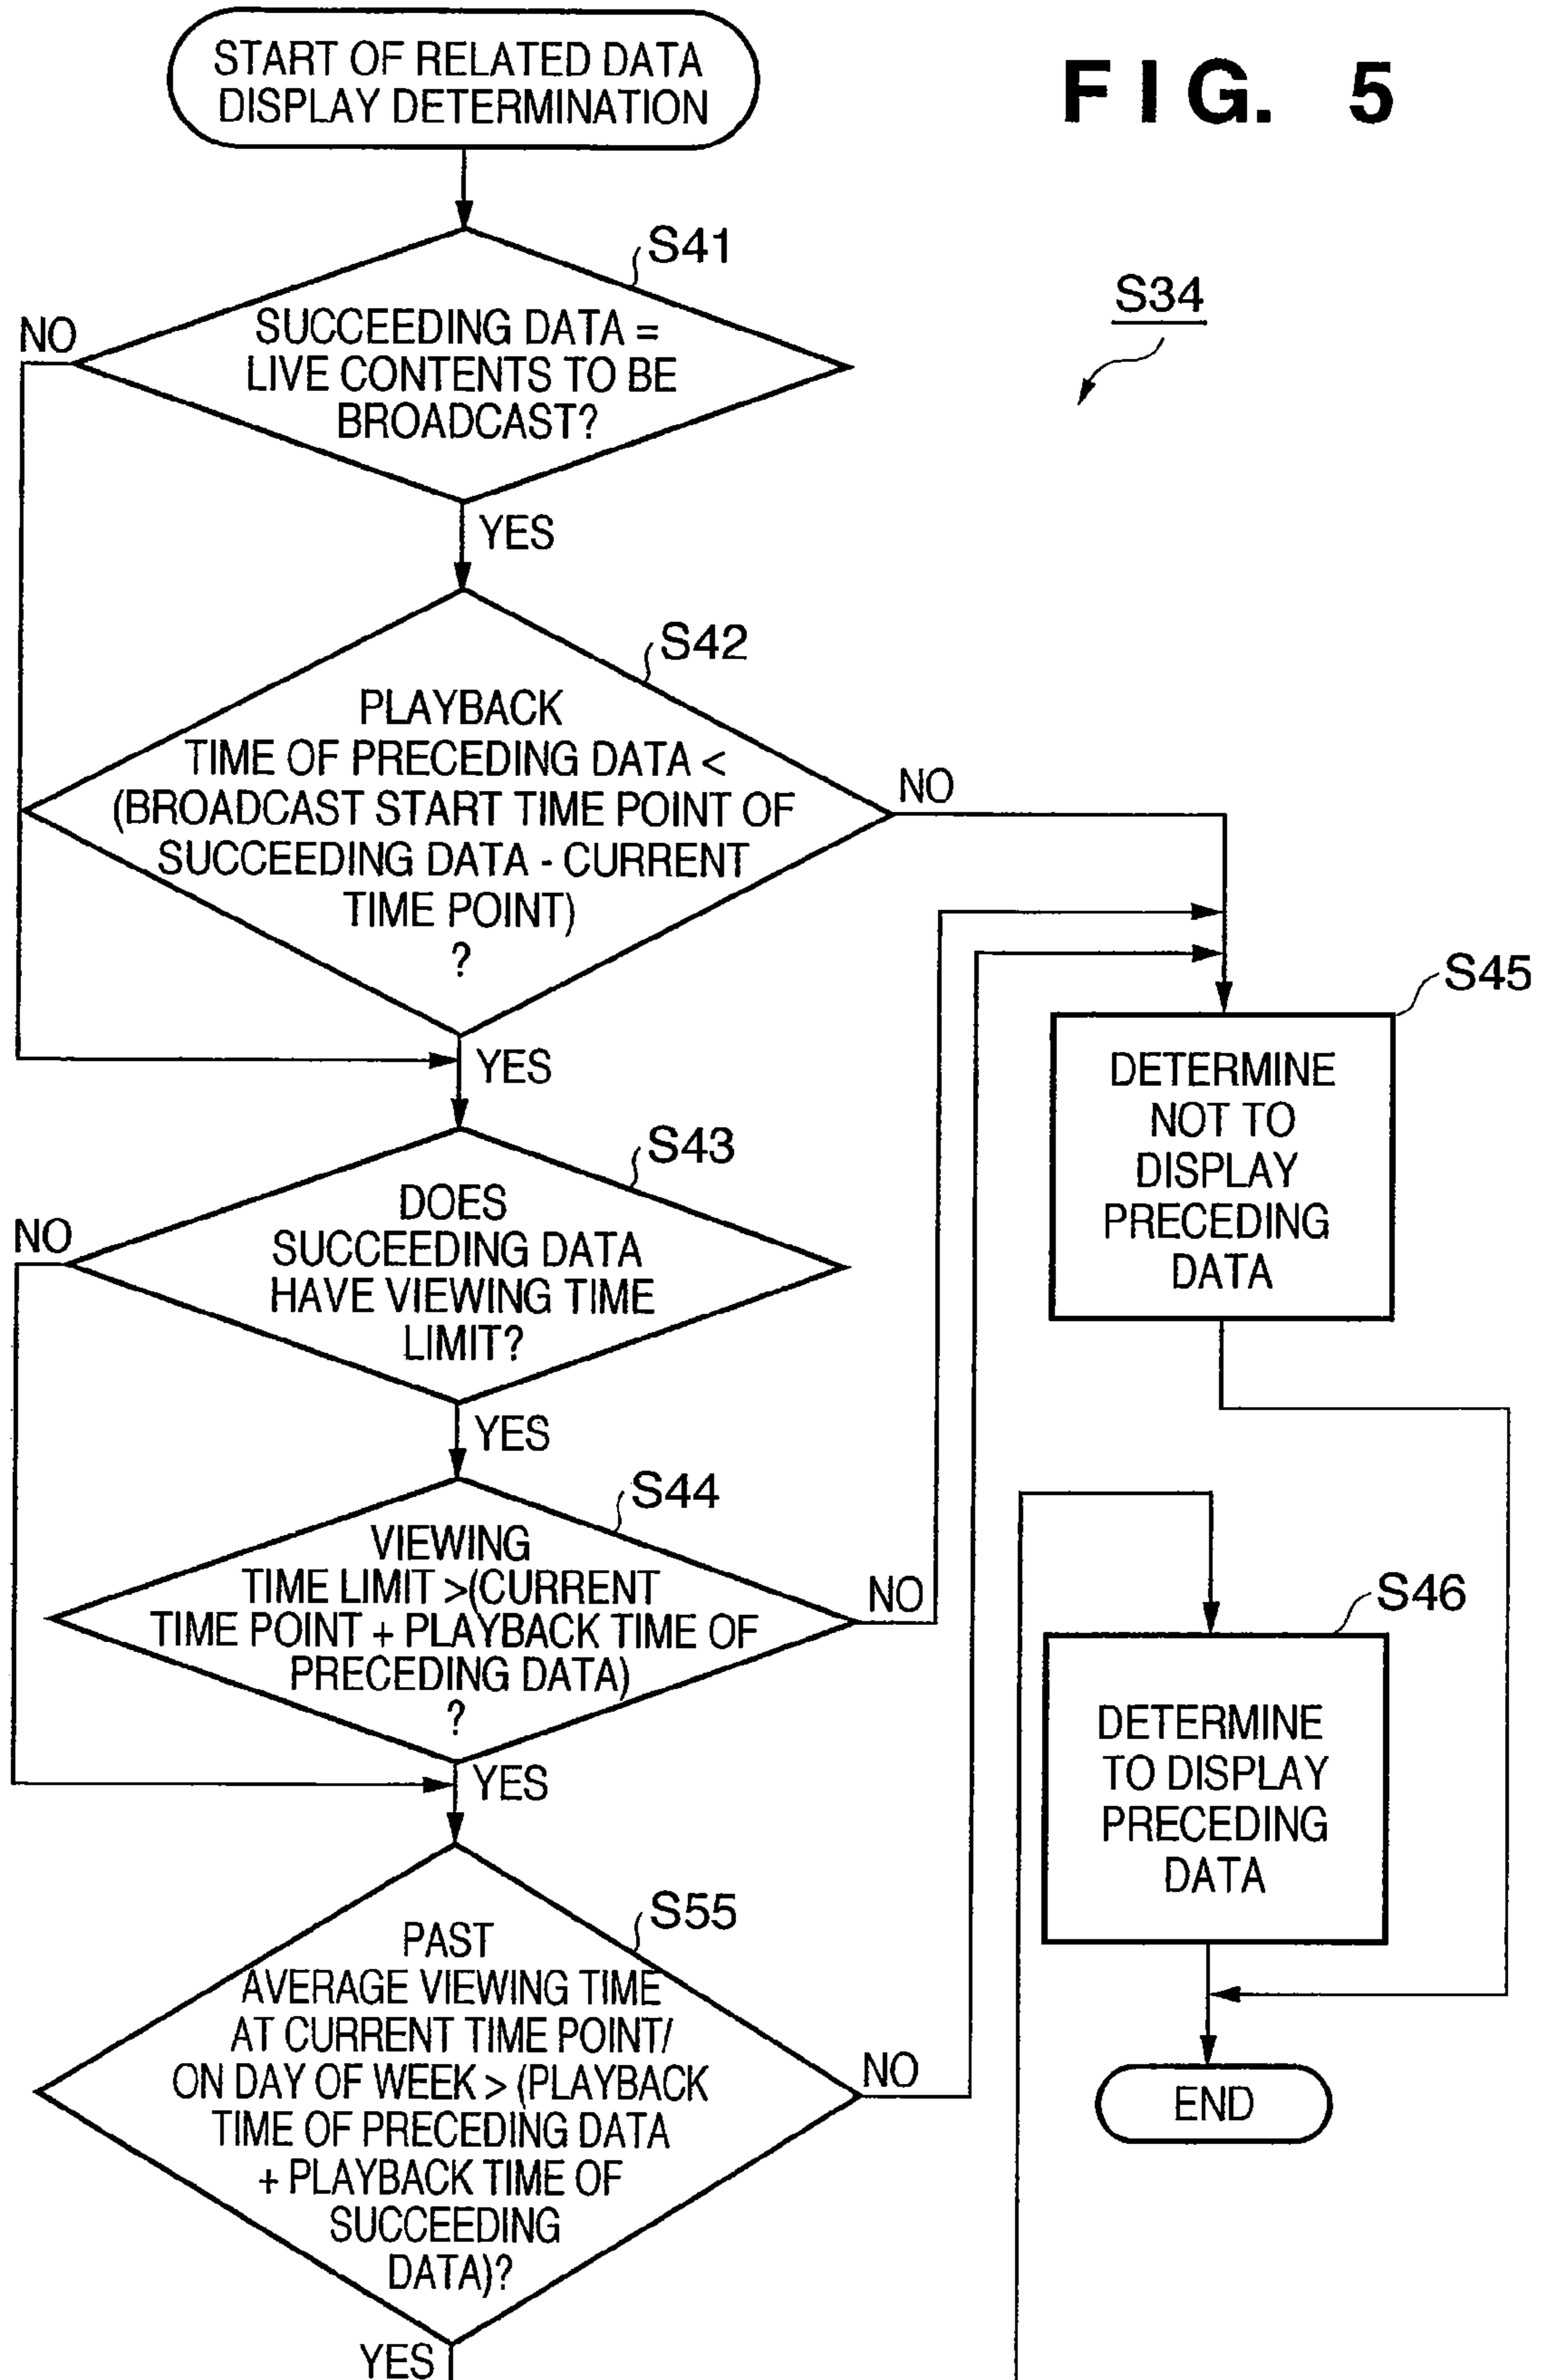 START OF RELATED DATA
DISPLAY DETERMINATION
FIG. 5
S41
S34
NO
SUCCEEDING DATA =
LIVE CONTENTS TO BE
BROADCAST?
YES
S42
PLAYBACK
TIME OF PRECEDING DATA <
(BROADCAST START TIME POINT OF
SUCCEEDING DATA - CURRENT
TIME POINT)
?
NO
YES
S45
DETERMINE
NOT TO
DISPLAY
PRECEDING
DATA
S43
NO
DOES
SUCCEEDING DATA
HAVE VIEWING TIME
LIMIT?
YES
S44
VIEWING
TIME LIMIT >(CURRENT
TIME POINT + PLAYBACK TIME OF
PRECEDING DATA)
?
NO
YES
S46
DETERMINE
TO DISPLAY
PRECEDING
DATA
S55
PAST
AVERAGE VIEWING TIME
AT CURRENT TIME POINT/
ON DAY OF WEEK > (PLAYBACK
TIME OF PRECEDING DATA
+ PLAYBACK TIME OF
SUCCEEDING
DATA)?
NO
YES
END